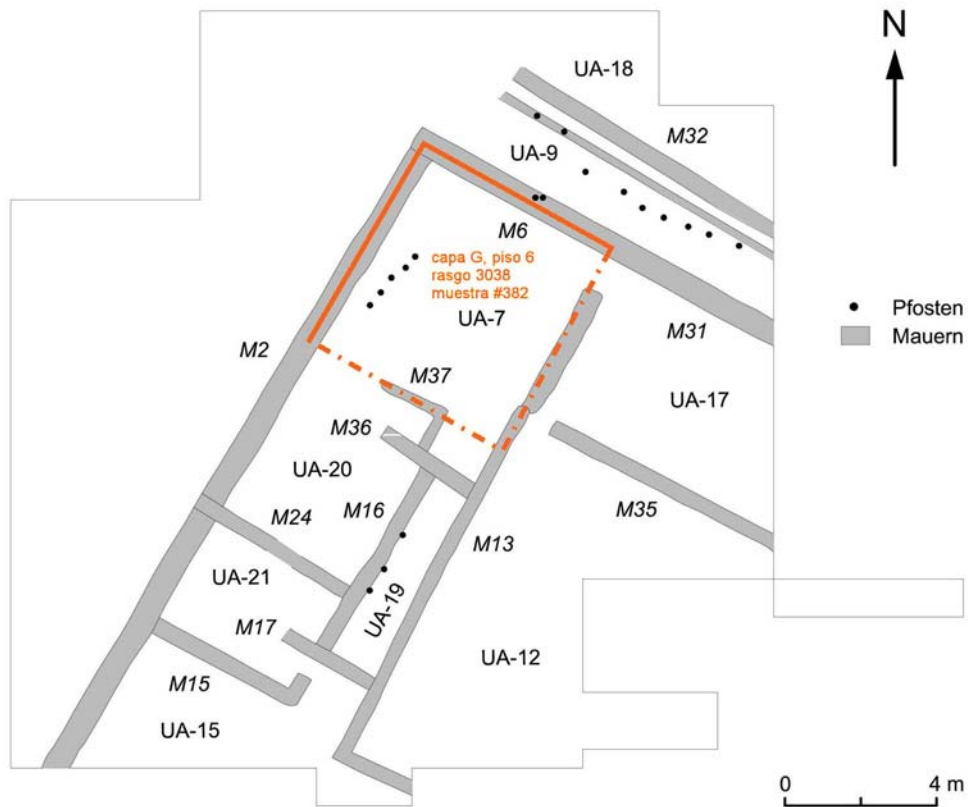 N
UA-18
M32
UA-9
M6
capa G, piso 6
rasgo 3038
muestra #382
UA-7
Pfosten
Mauern
M31
M2
M37
UA-17
M36
UA-20
M16
M35
M24
M13
UA-21
UA-19
M17
UA-12
M15
UA-15
0 4 m